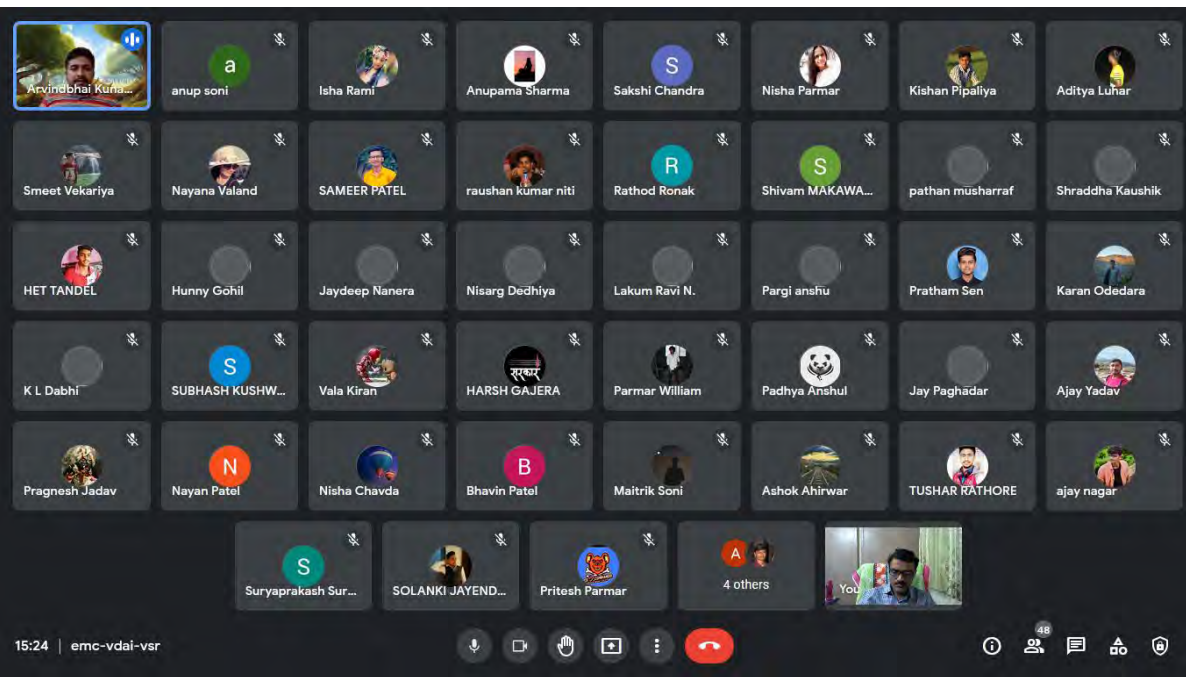 Arvindbhai Kuna...
a
anup soni
Isha Rami
Anupama Sharma
S
Sakshi Chandra
Nisha Parmar
Kishan Pipaliya
Aditya Luhar
Smeet Vekariya
Nayana Valand
SAMEER PATEL
raushan kumar niti
R
Rathod Ronak
S
Shivam MAKAWA...
pathan musharraf
Shraddha Kaushik
HET TANDEL
Hunny Gohil
Jaydeep Nanera
Nisarg Dedhiya
Lakum Ravi N.
Pargi anshu
Pratham Sen
Karan Odedara
K L Dabhi
S
SUBHASH KUSHW...
Vala Kiran
सरकार
HARSH GAJERA
Parmar William
Padhya Anshul
Jay Paghadar
Ajay Yadav
Pragnesh Jadav
N
Nayan Patel
Nisha Chavda
B
Bhavin Patel
Maitrik Soni
Ashok Ahirwar
TUSHAR RATHORE
ajay nagar
S
Suryaprakash Sur...
SOLANKI JAYEND...
Pritesh Parmar
A
4 others
You
15:24 | emc-vdai-vsr
48